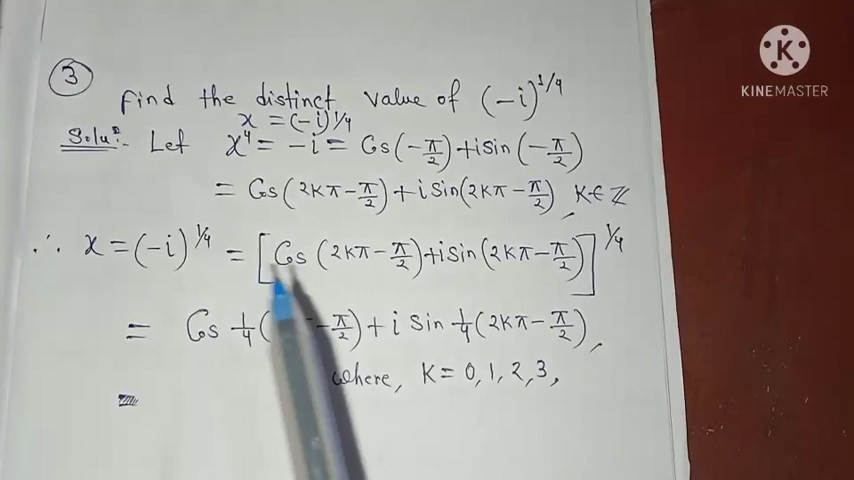 3
Find the distinct value of (-i)^1/4
x = (-i)^1/4
Solu^n:- Let x^4 = -i = Cos(-π/2) + i Sin(-π/2)
= Cos(2kπ - π/2) + i Sin(2kπ - π/2), k∈ℤ
∴ x = (-i)^1/4 = [Cos(2kπ - π/2) + i Sin(2kπ - π/2)]^1/4
= Cos 1/4( - π/2) + i Sin 1/4(2kπ - π/2),
where, k = 0, 1, 2, 3,
=
K
KINEMASTER